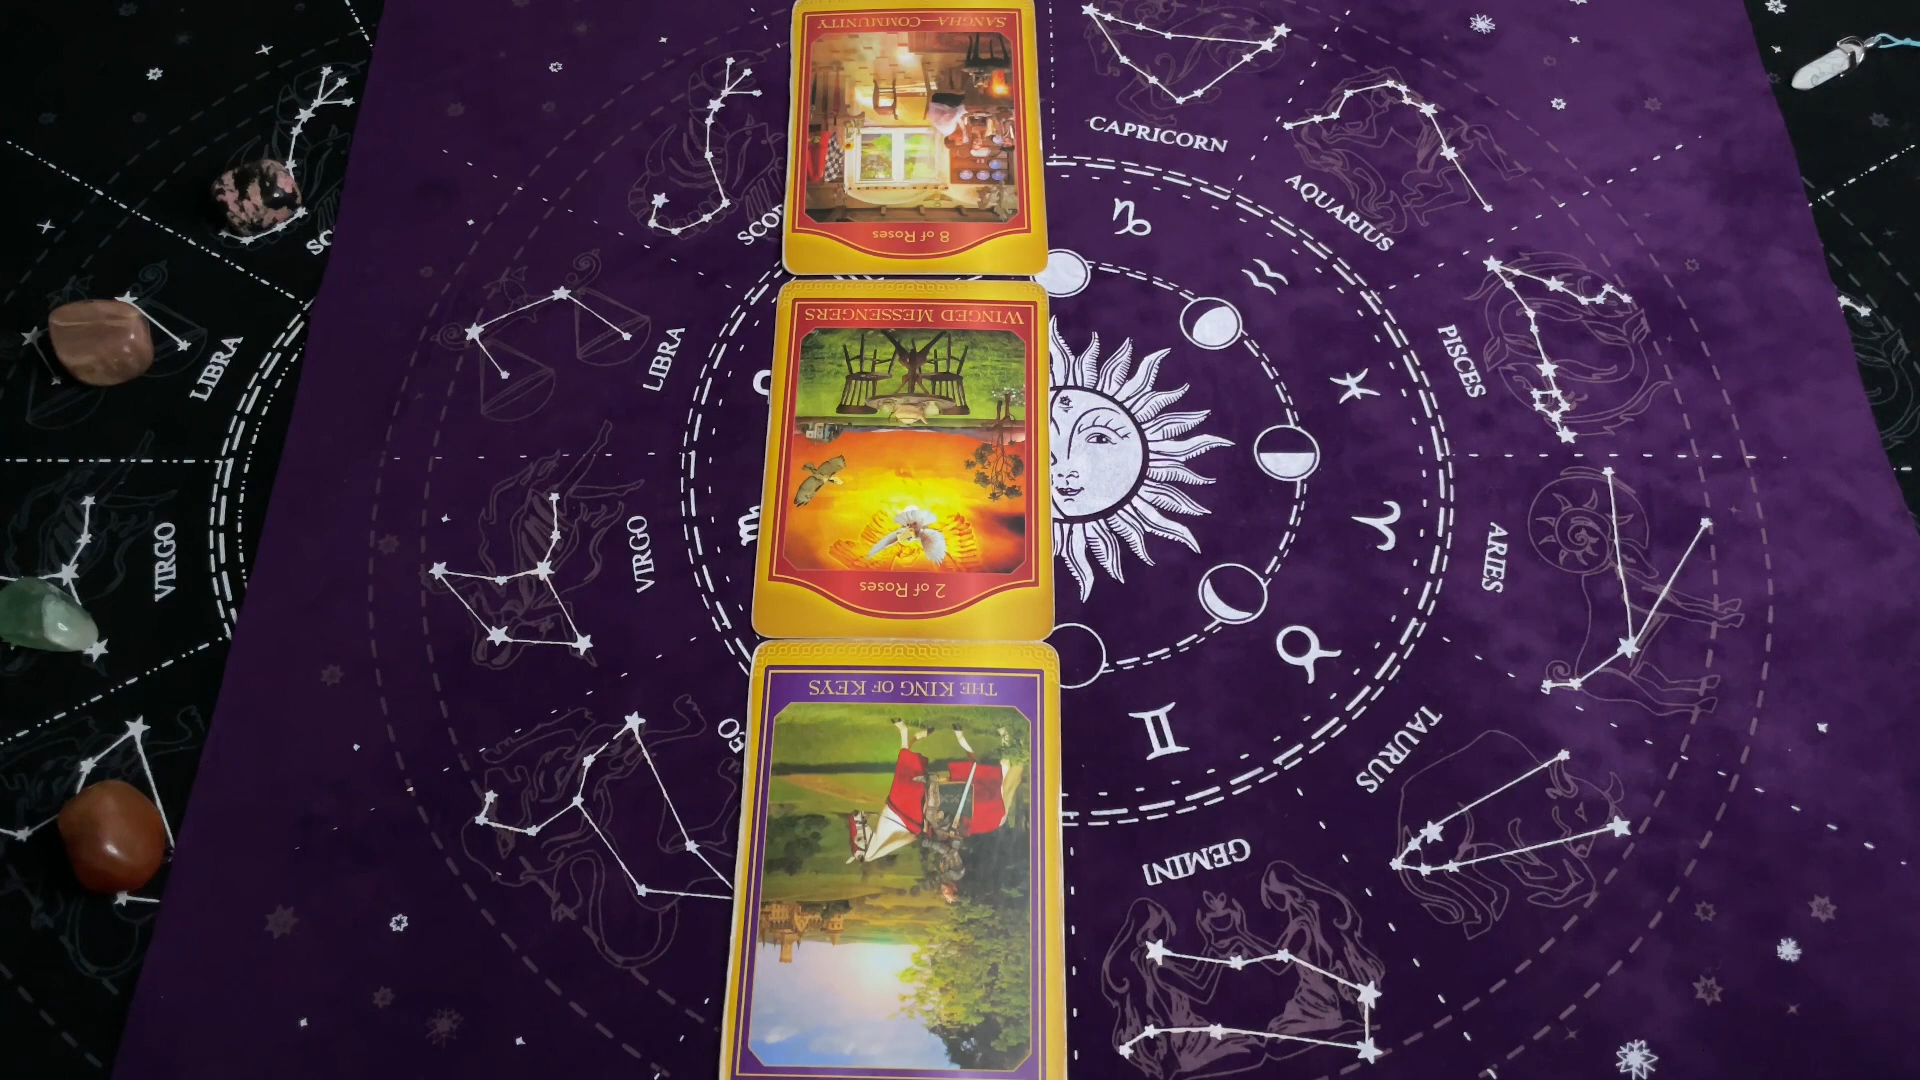 SANGHA—COMMUNITY
8 of Roses
WINGED MESSENGERS
2 of Roses
THE KING OF KEYS
CAPRICORN
AQUARIUS
PISCES
ARIES
TAURUS
GEMINI
VIRGO
LIBRA
LIBRA
VIRGO